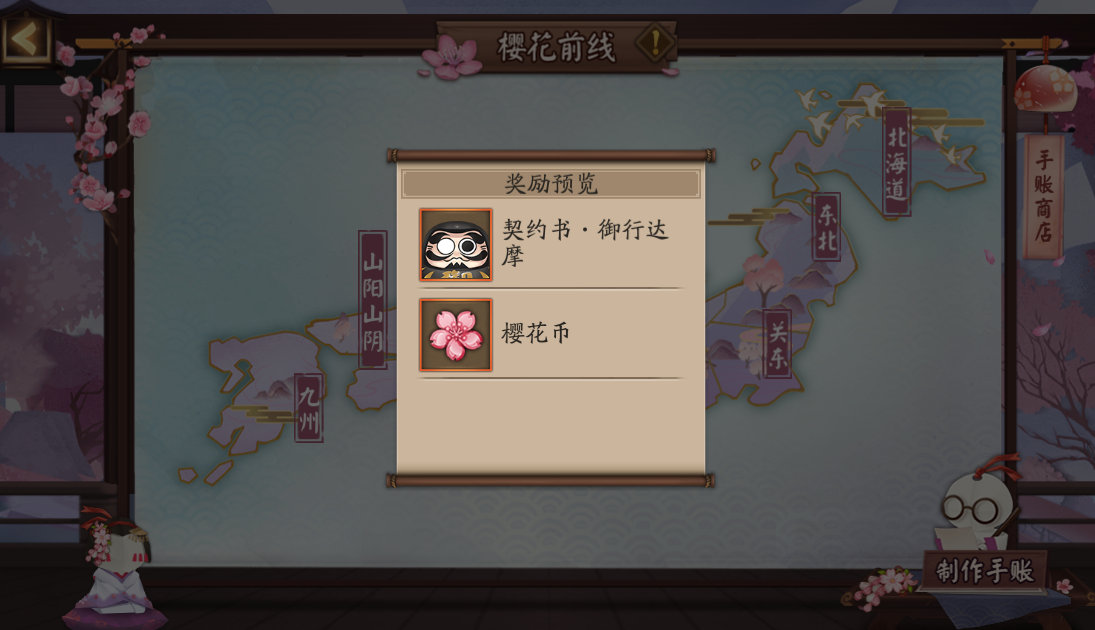 樱花前线
!
北海道
东北
手账商店
奖励预览
契约书·御行达
摩
樱花币
山阳山阴
关东
九州
制作手账